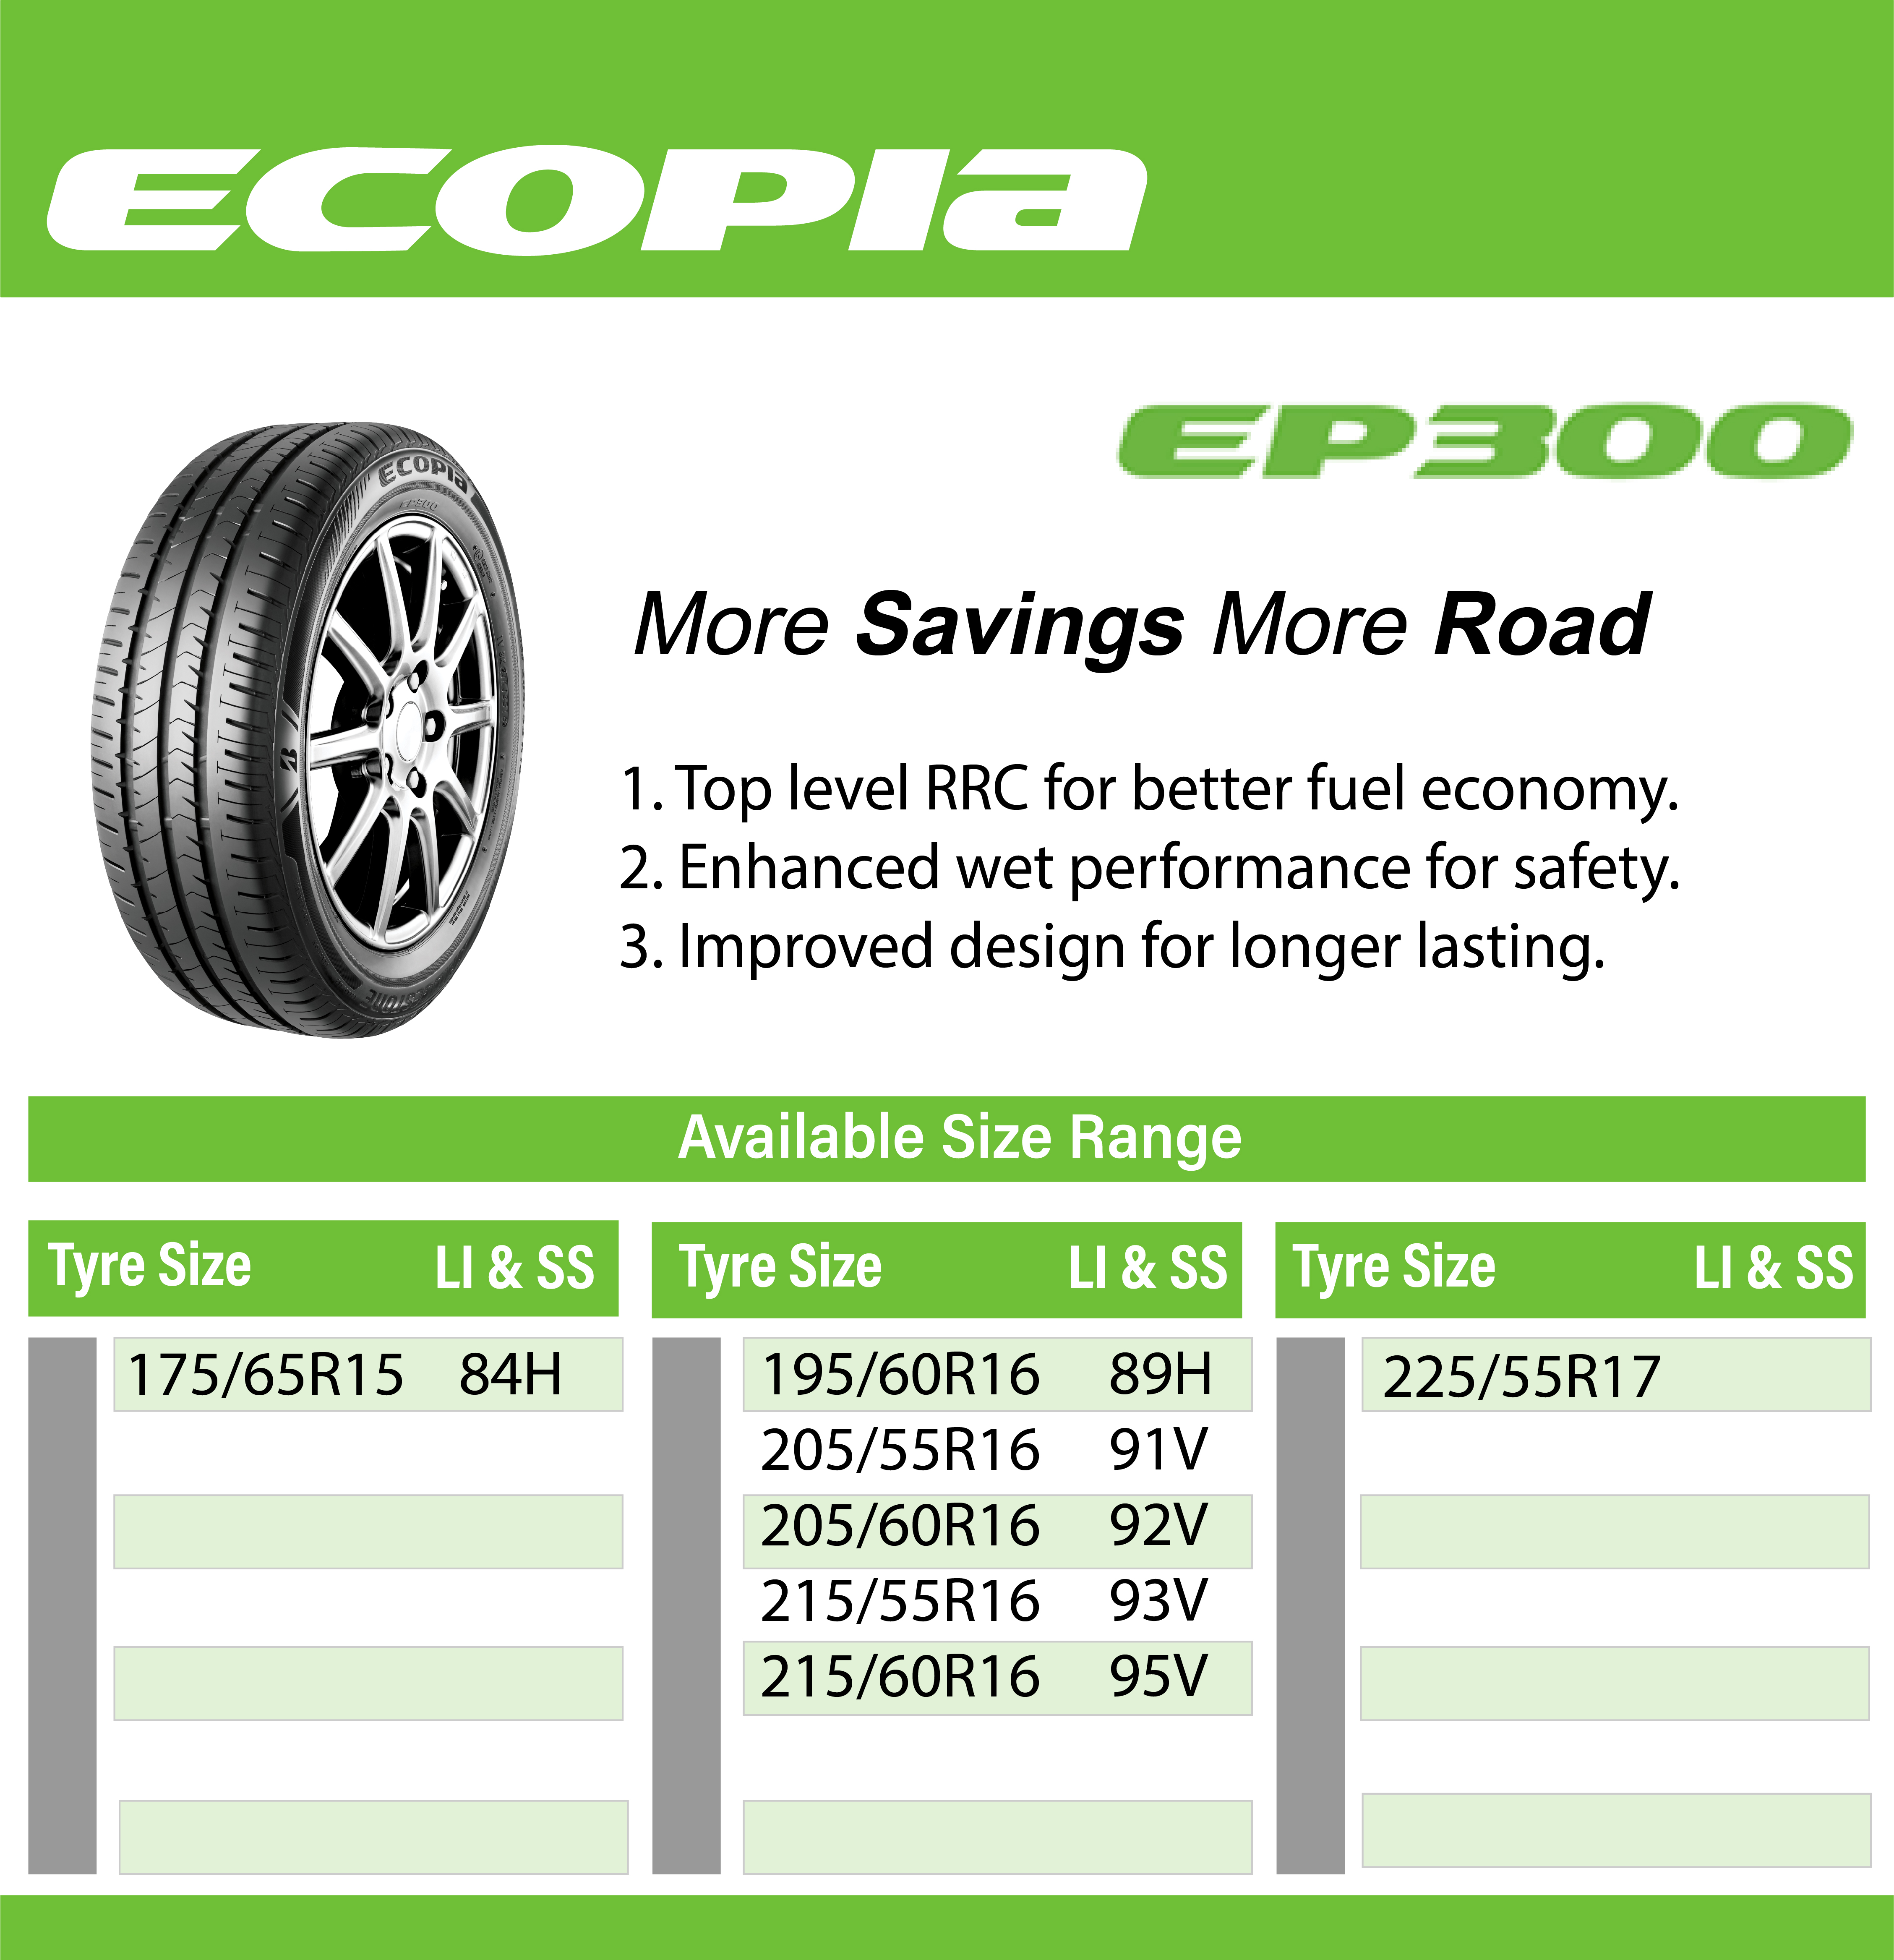 ECOPIa
EP300
ECOPIa
EP300
More Savings More Road
1. Top level RRC for better fuel economy.
2. Enhanced wet performance for safety.
3. Improved design for longer lasting.
Available Size Range
Tyre Size LI & SS
175/65R15 84H
Tyre Size LI & SS
195/60R16 89H
205/55R16 91V
205/60R16 92V
215/55R16 93V
215/60R16 95V
Tyre Size LI & SS
225/55R17